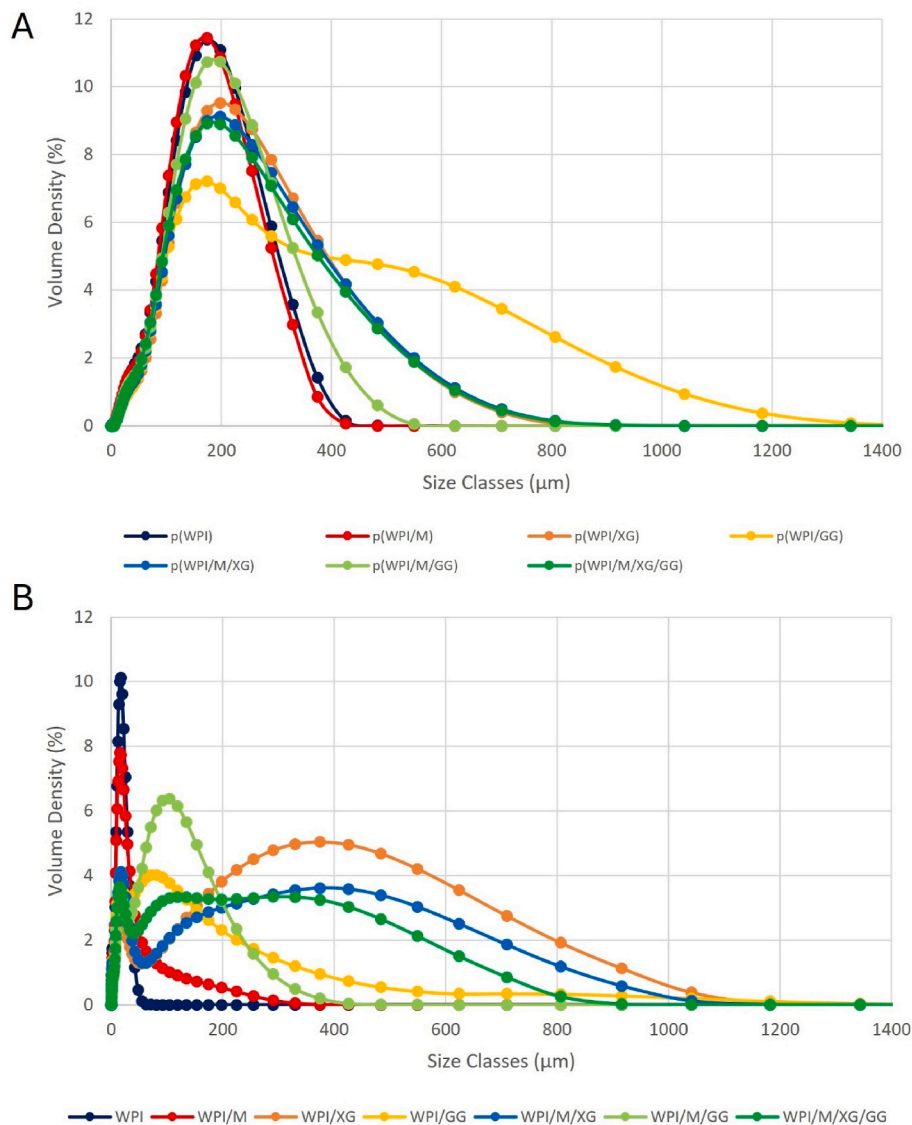 A
12
10
8
6
4
2
0
Volume Density (%)
0 200 400 600 800 1000 1200 1400
Size Classes (µm)
p(WPI) p(WPI/M) p(WPI/XG) p(WPI/GG)
p(WPI/M/XG) p(WPI/M/GG) p(WPI/M/XG/GG)
B
12
10
8
6
4
2
0
Volume Density (%)
0 200 400 600 800 1000 1200 1400
Size Classes (µm)
WPI WPI/M WPI/XG WPI/GG WPI/M/XG WPI/M/GG WPI/M/XG/GG